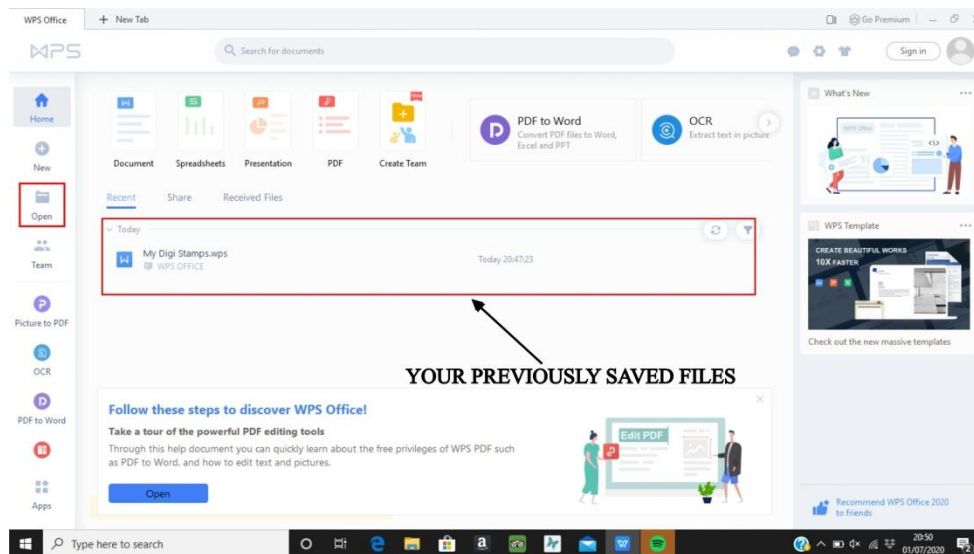 WPS Office
+ New Tab
Go Premium
WPS
Search for documents
Sign in
Home
New
Open
Team
Picture to PDF
OCR
PDF to Word
Apps
Document
Spreadsheets
Presentation
PDF
Create Team
PDF to Word
Convert PDF files to Word,
Excel and PPT
OCR
Extract text in picture
Recent
Share
Received Files
Today
My Digi Stamps.wps
WPS OFFICE
Today 20:47:23
YOUR PREVIOUSLY SAVED FILES
Follow these steps to discover WPS Office!
Take a tour of the powerful PDF editing tools
Through this help document you can quickly learn about the free privileges of WPS PDF such
as PDF to Word, and how to edit text and pictures.
Open
Edit PDF
What's New
WPS Office
WPS Template
CREATE BEAUTIFUL WORKS
10X FASTER
Check out the new massive templates
Recommend WPS Office 2020
to friends
Type here to search
20:50
01/07/2020